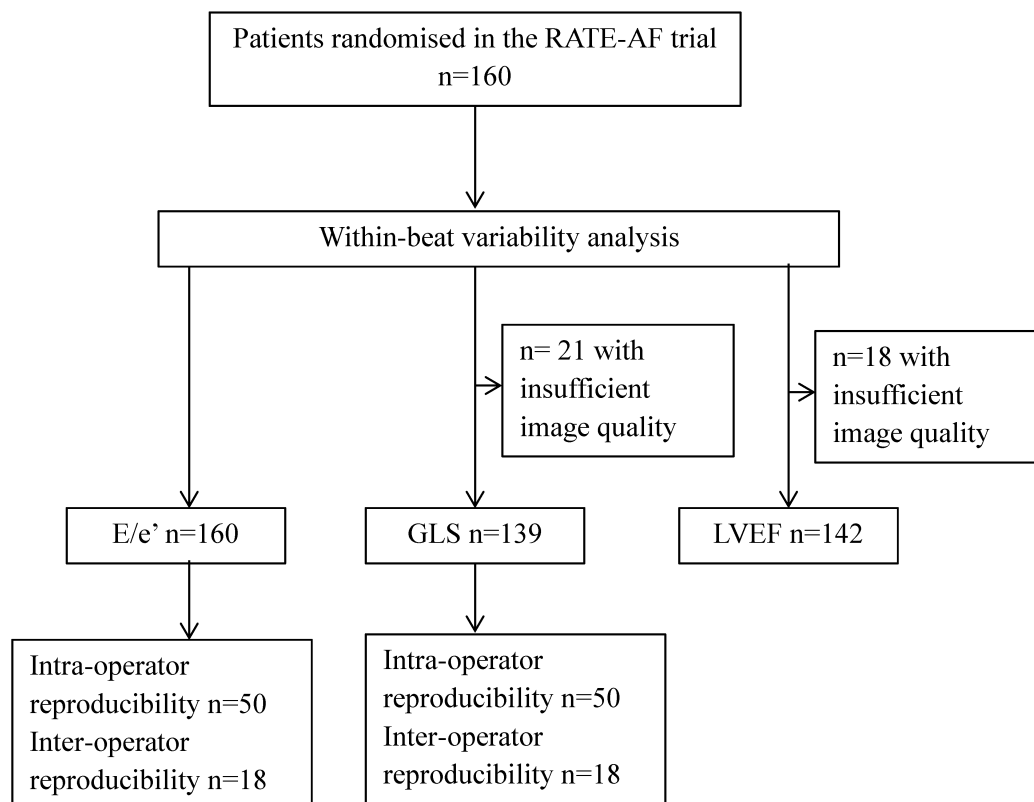 Patients randomised in the RATE-AF trial
n=160
Within-beat variability analysis
n= 21 with
insufficient
image quality
n=18 with
insufficient
image quality
E/e’ n=160
GLS n=139
LVEF n=142
Intra-operator
reproducibility n=50
Inter-operator
reproducibility n=18
Intra-operator
reproducibility n=50
Inter-operator
reproducibility n=18